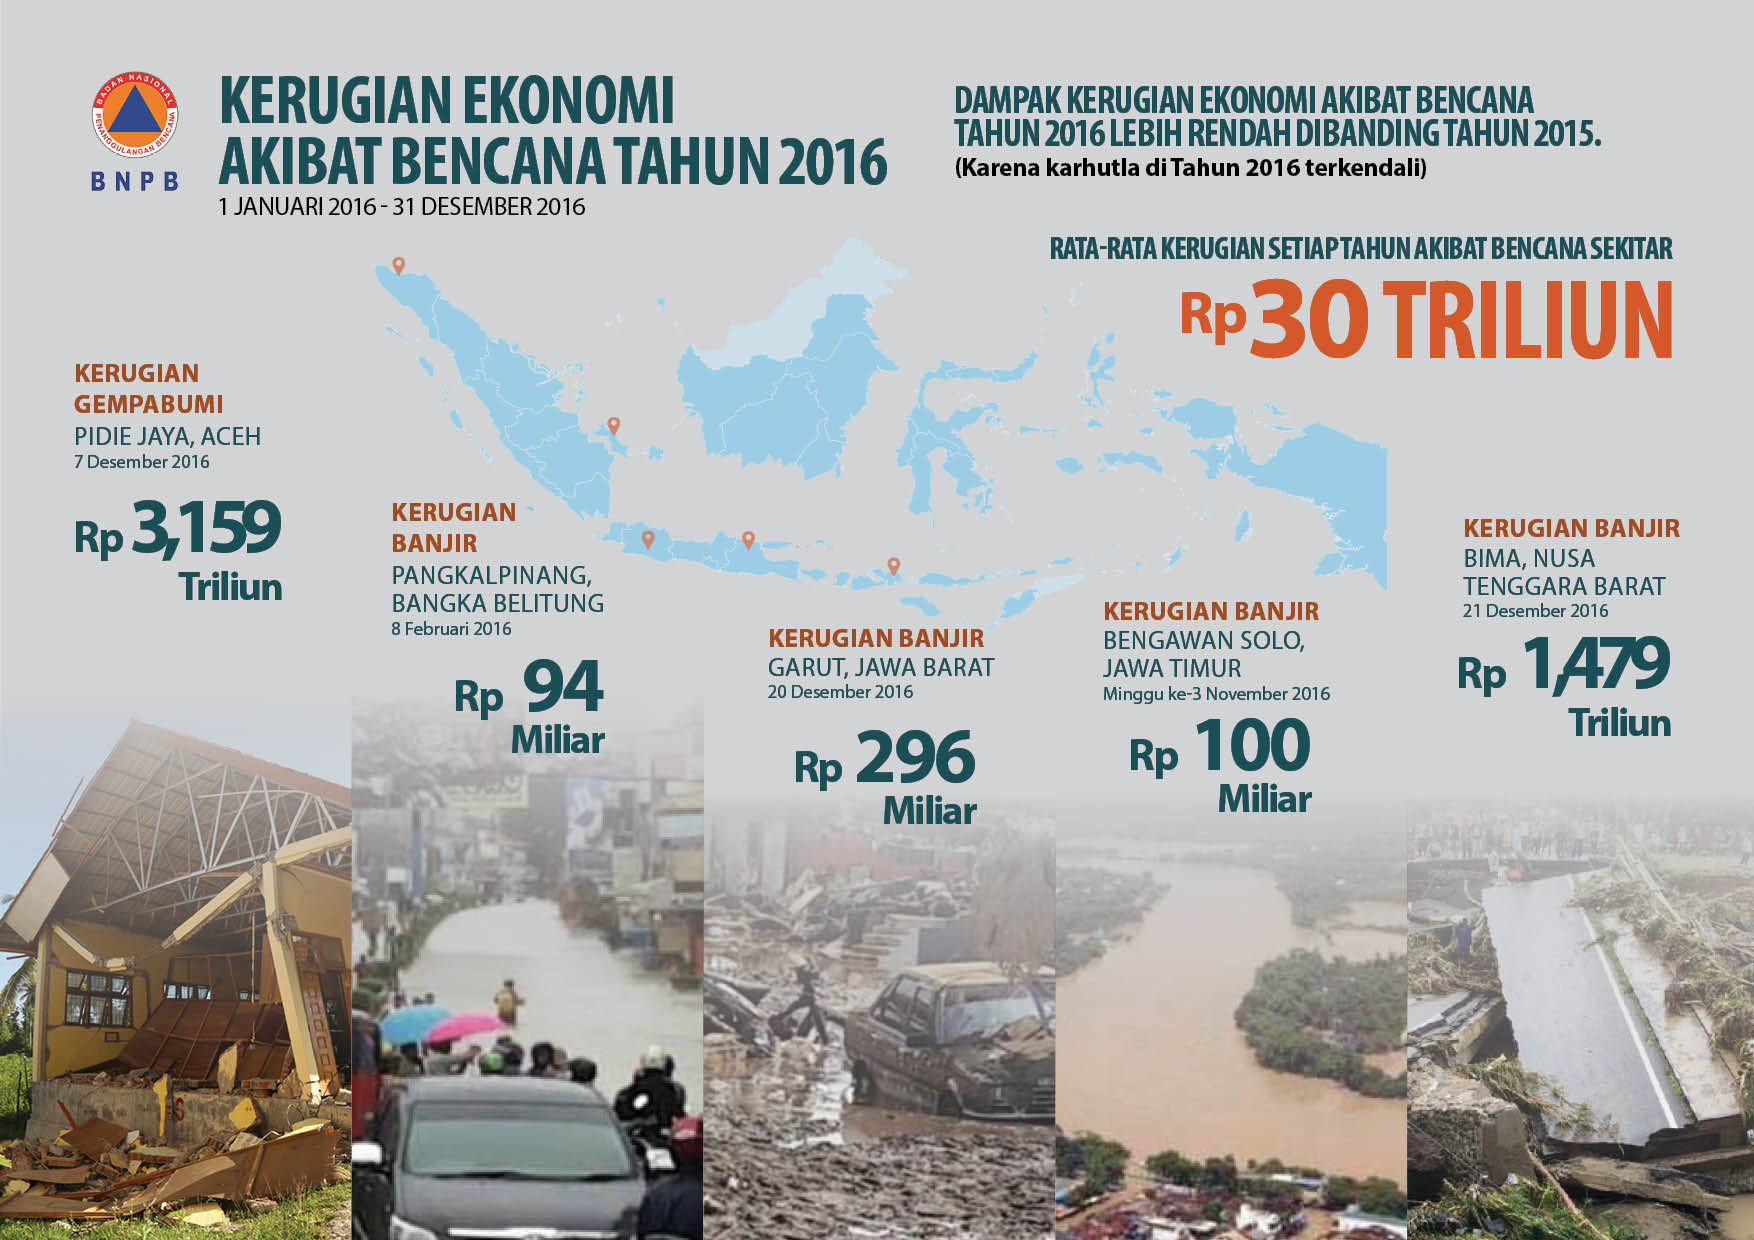 BADAN NASIONAL
PENANGGULANGAN BENCANA
BNPB
KERUGIAN EKONOMI
AKIBAT BENCANA TAHUN 2016
1 JANUARI 2016 - 31 DESEMBER 2016
DAMPAK KERUGIAN EKONOMI AKIBAT BENCANA
TAHUN 2016 LEBIH RENDAH DIBANDING TAHUN 2015.
(Karena karhutla di Tahun 2016 terkendali)
RATA-RATA KERUGIAN SETIAP TAHUN AKIBAT BENCANA SEKITAR
Rp 30 TRILIUN
KERUGIAN
GEMPABUMI
PIDIE JAYA, ACEH
7 Desember 2016
Rp 3,159
Triliun
KERUGIAN
BANJIR
PANGKALPINANG,
BANGKA BELITUNG
8 Februari 2016
Rp 94
Miliar
KERUGIAN BANJIR
GARUT, JAWA BARAT
20 Desember 2016
Rp 296
Miliar
KERUGIAN BANJIR
BENGAWAN SOLO,
JAWA TIMUR
Minggu ke-3 November 2016
Rp 100
Miliar
KERUGIAN BANJIR
BIMA, NUSA
TENGGARA BARAT
21 Desember 2016
Rp 1,479
Triliun